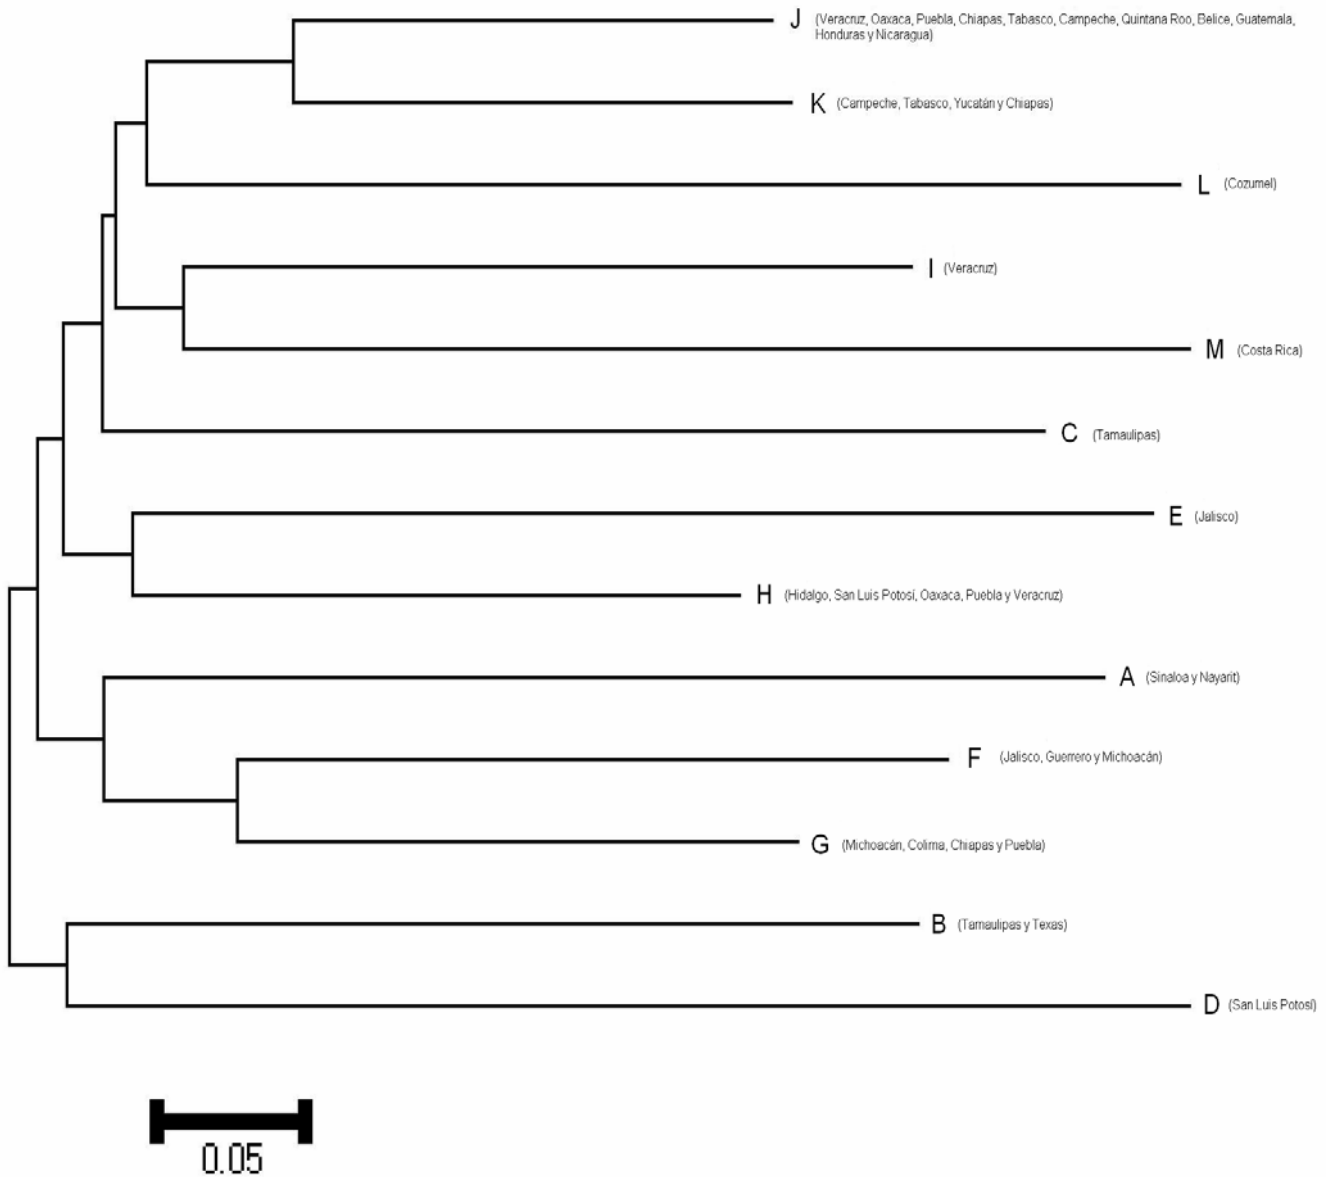 J (Veracruz, Oaxaca, Puebla, Chiapas, Tabasco, Campeche, Quintana Roo, Belice, Guatemala,
Honduras y Nicaragua)
K (Campeche, Tabasco, Yucatán y Chiapas)
L (Cozumel)
I (Veracruz)
M (Costa Rica)
C (Tamaulipas)
E (Jalisco)
H (Hidalgo, San Luis Potosí, Oaxaca, Puebla y Veracruz)
A (Sinaloa y Nayarit)
F (Jalisco, Guerrero y Michoacán)
G (Michoacán, Colima, Chiapas y Puebla)
B (Tamaulipas y Texas)
D (San Luis Potosí)
0.05